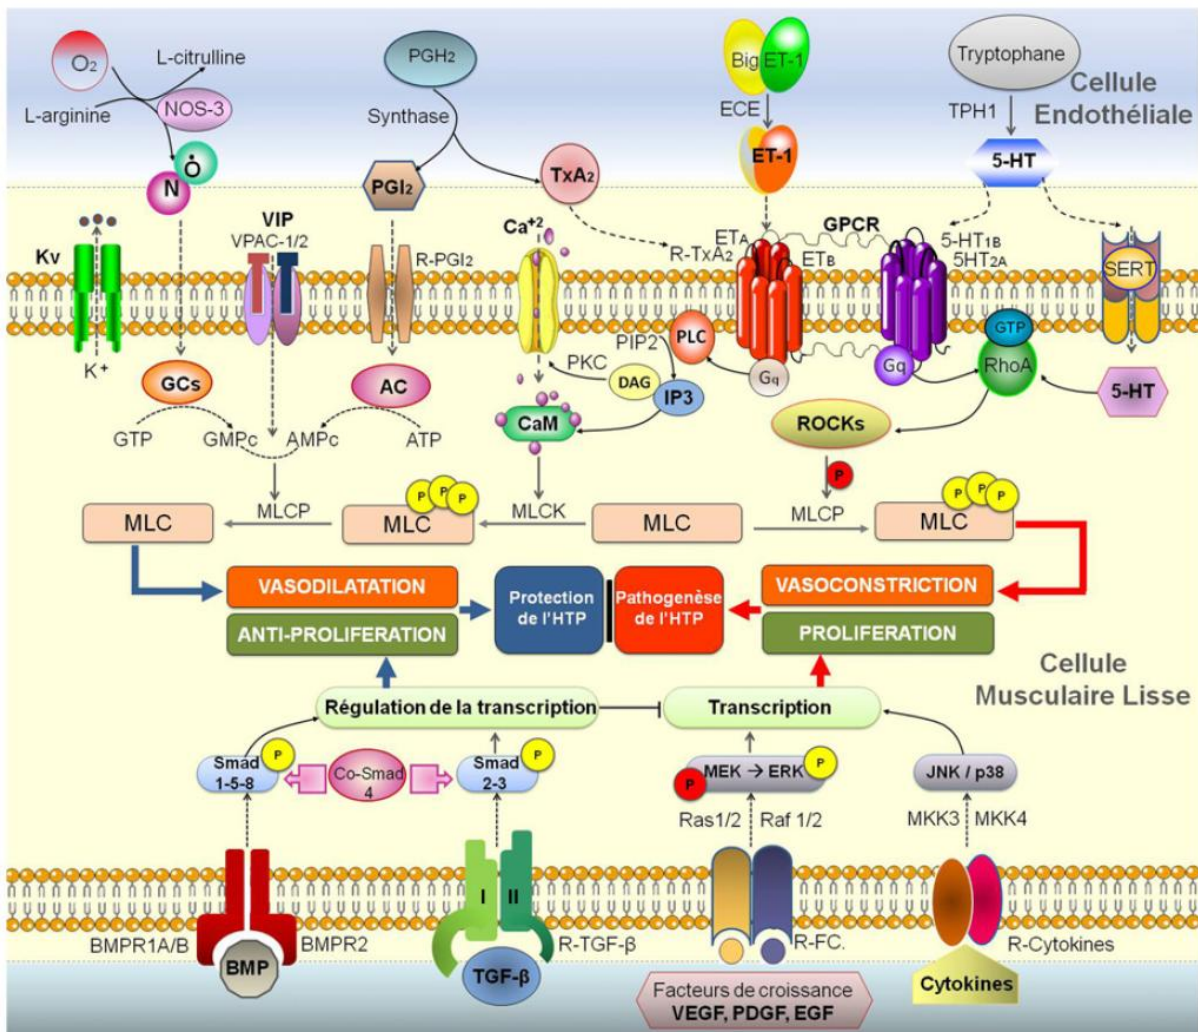 O₂
L-citrulline
L-arginine
NOS-3
N
Ȯ
PGH₂
Synthase
PGI₂
TxA₂
Big ET-1
ECE
ET-1
Tryptophane
TPH1
5-HT
Cellule
Endothéliale
Kv
K⁺
VIP
VPAC-1/2
R-PGI₂
Ca⁺²
R-TxA₂
ETA
ETB
GPCR
5-HT1B
5HT2A
SERT
GCs
GTP
GMPc
AMPc
AC
ATP
PKC
PIP2
DAG
IP3
PLC
Gq
Gq
GTP
RhoA
5-HT
CaM
ROCKs
P
MLC
MLCP
MLC
P
P
P
MLCK
MLC
MLCP
MLC
P
P
P
VASODILATATION
ANTI-PROLIFERATION
Protection
de l'HTP
Pathogenèse
de l'HTP
VASOCONSTRICTION
PROLIFERATION
Cellule
Musculaire Lisse
Régulation de la transcription
Transcription
Smad
1-5-8
P
Co-Smad
4
Smad
2-3
P
MEK → ERK
P
P
JNK / p38
Ras1/2
Raf 1/2
MKK3
MKK4
BMPR1A/B
BMPR2
BMP
I
II
R-TGF-β
TGF-β
R-FC.
R-Cytokines
Cytokines
Facteurs de croissance
VEGF, PDGF, EGF